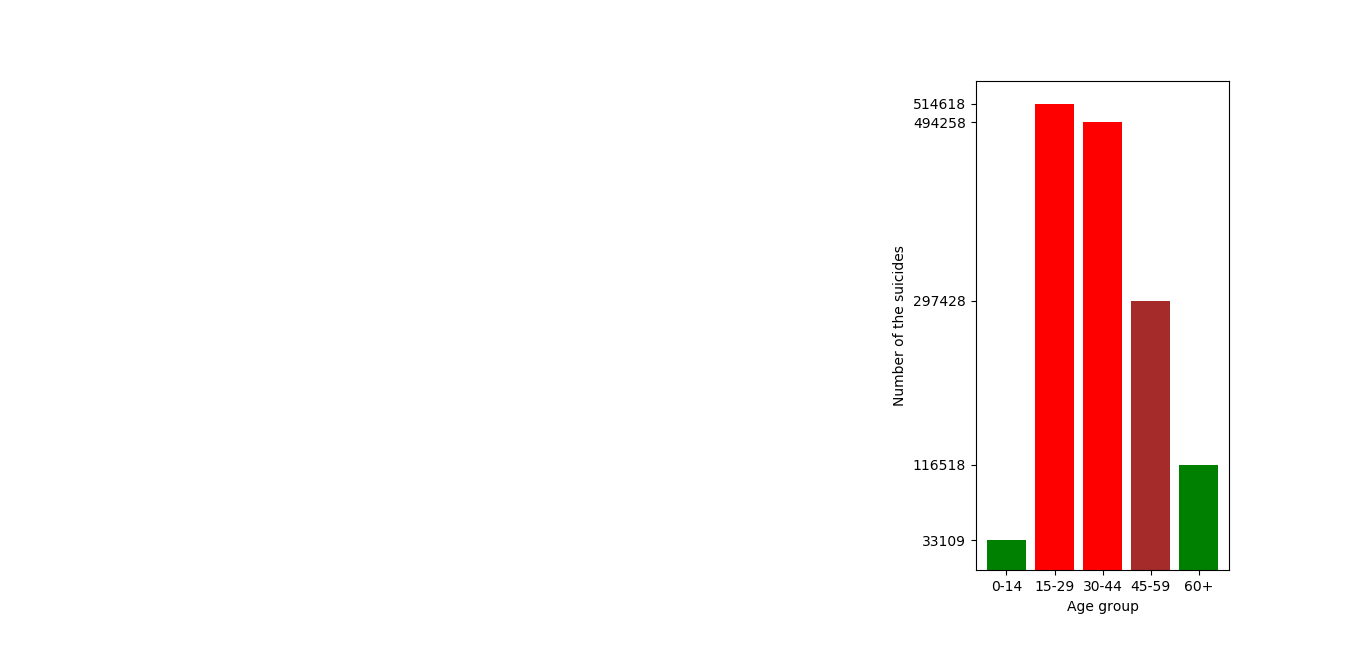 514618
494258
297428
116518
33109
Number of the suicides
0-14 15-29 30-44 45-59 60+
Age group